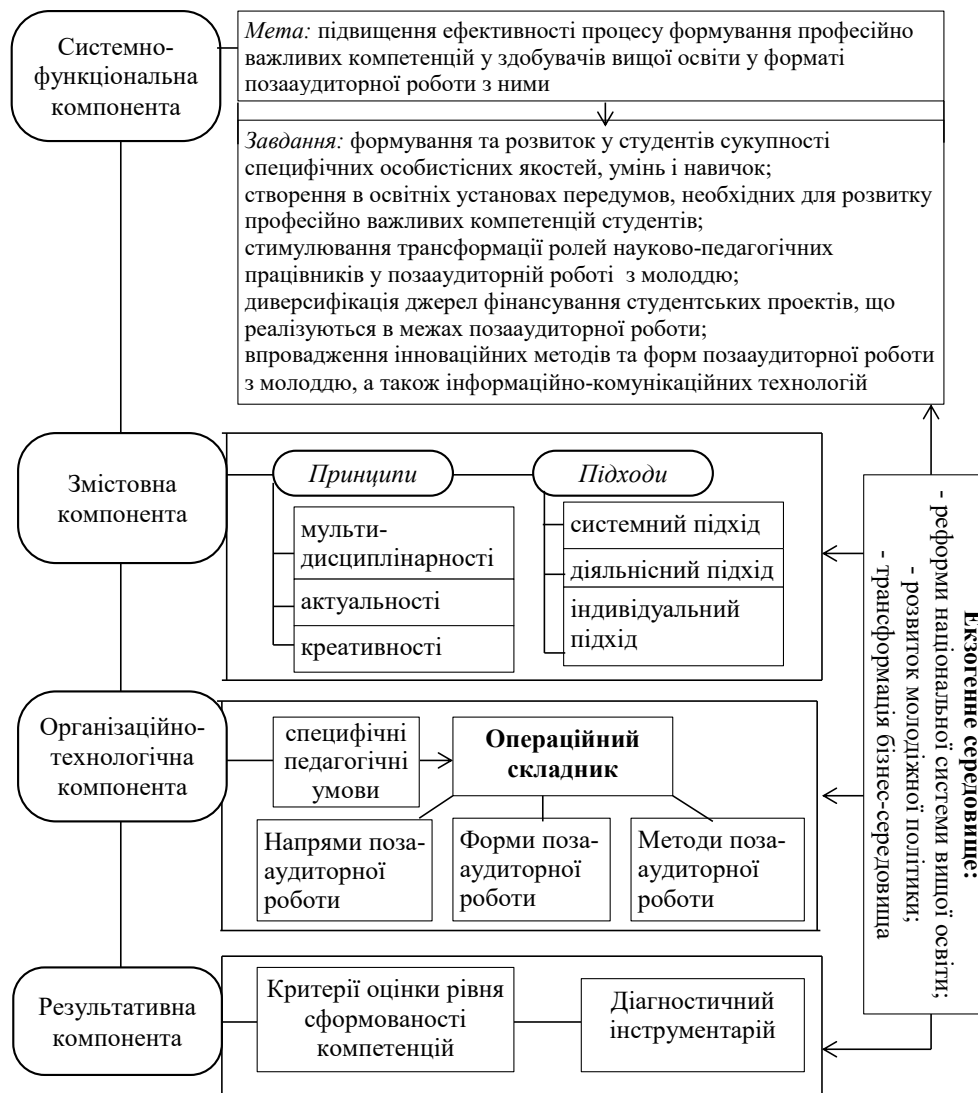 Системно-
функціональна
компонента
Мета: підвищення ефективності процесу формування професійно
важливих компетенцій у здобувачів вищої освіти у форматі
позааудиторної роботи з ними
Завдання: формування та розвиток у студентів сукупності
специфічних особистісних якостей, умінь і навичок;
створення в освітніх установах передумов, необхідних для розвитку
професійно важливих компетенцій студентів;
стимулювання трансформації ролей науково-педагогічних
працівників у позааудиторній роботі з молоддю;
диверсифікація джерел фінансування студентських проектів, що
реалізуються в межах позааудиторної роботи;
впровадження інноваційних методів та форм позааудиторної роботи
з молоддю, а також інформаційно-комунікаційних технологій
Змістовна
компонента
Принципи
мульти-
дисциплінарності
актуальності
креативності
Підходи
системний підхід
діяльнісний підхід
індивідуальний
підхід
Організаційно-
технологічна
компонента
специфічні
педагогічні
умови
Операційний
складник
Напрями поза-
аудиторної
роботи
Форми поза-
аудиторної
роботи
Методи поза-
аудиторної
роботи
Результативна
компонента
Критерії оцінки рівня
сформованості
компетенцій
Діагностичний
інструментарій
Екзогенне середовище:
- реформи національної системи вищої освіти;
- розвиток молодіжної політики;
- трансформація бізнес-середовища